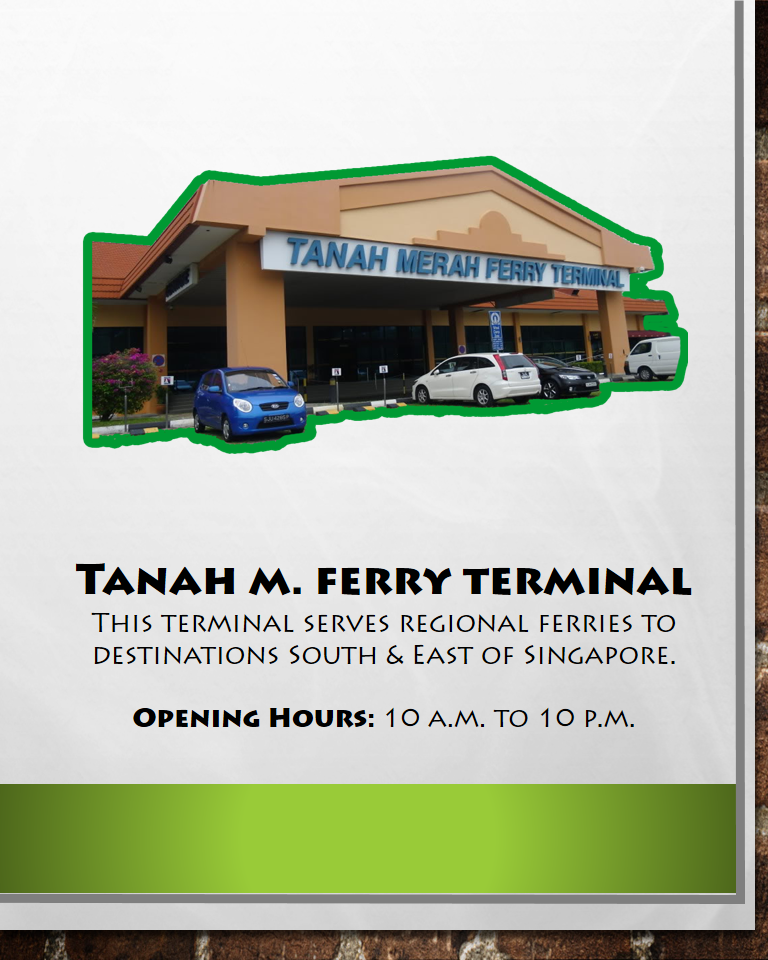 TANAH MERAH FERRY TERMINAL
TANAH M. FERRY TERMINAL
THIS TERMINAL SERVES REGIONAL FERRIES TO
DESTINATIONS SOUTH & EAST OF SINGAPORE.
OPENING HOURS: 10 A.M. TO 10 P.M.